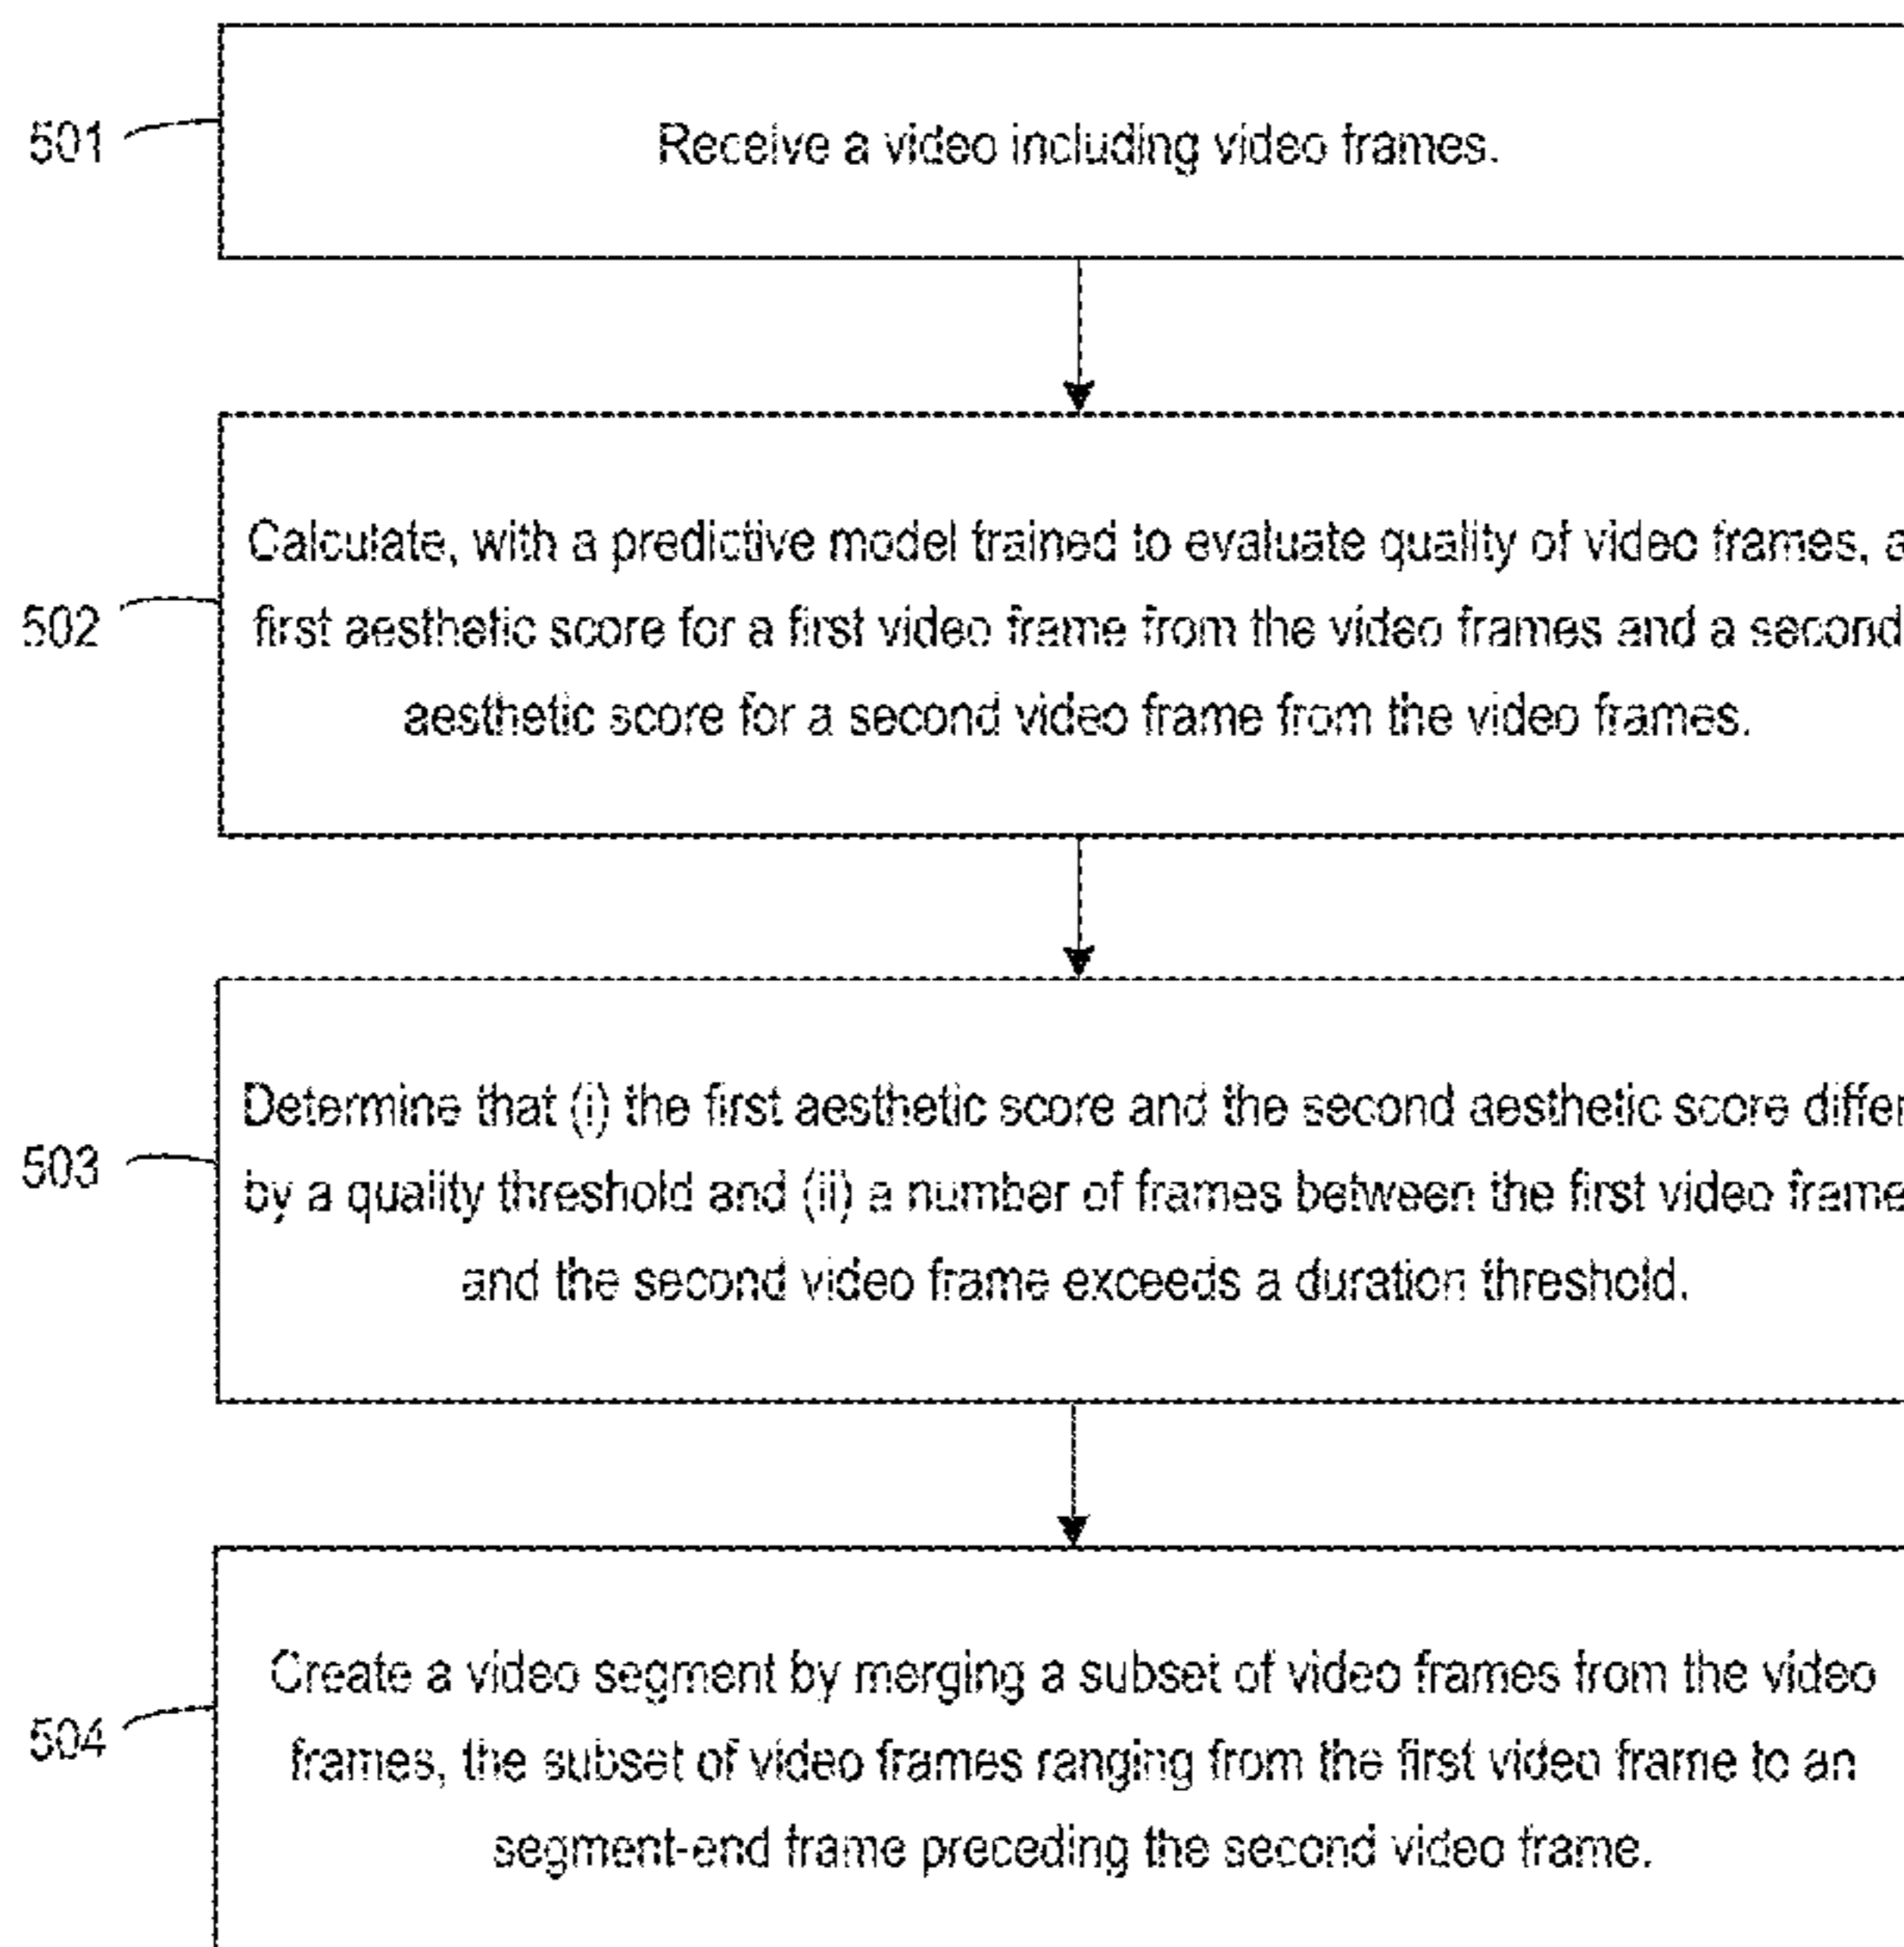 501
Receive a video including video frames.
502
Calculate, with a predictive model trained to evaluate quality of video frames, a
first aesthetic score for a first video frame from the video frames and a second
aesthetic score for a second video frame from the video frames.
503
Determine that (i) the first aesthetic score and the second aesthetic score differ
by a quality threshold and (ii) a number of frames between the first video frame
and the second video frame exceeds a duration threshold.
504
Create a video segment by merging a subset of video frames from the video
frames, the subset of video frames ranging from the first video frame to an
segment-end frame preceding the second video frame.